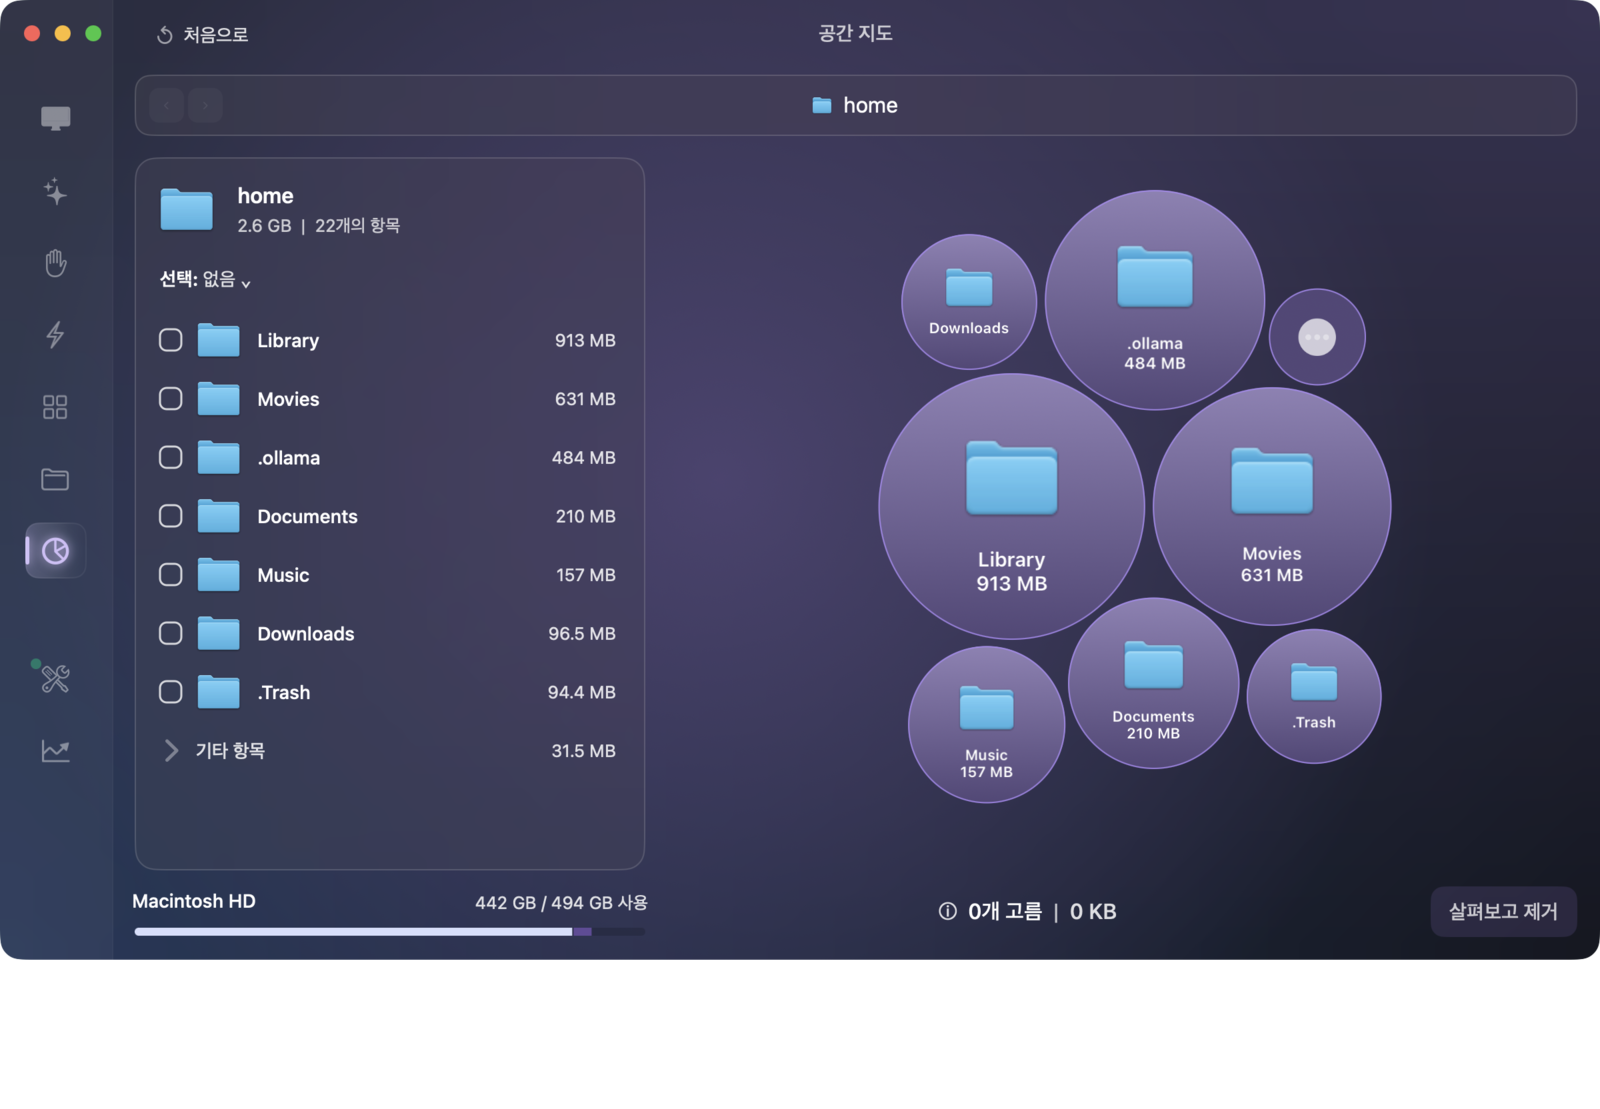 처음으로
공간 지도
home
home
2.6 GB | 22개의 항목
선택: 없음
Library 913 MB
Movies 631 MB
.ollama 484 MB
Documents 210 MB
Music 157 MB
Downloads 96.5 MB
.Trash 94.4 MB
기타 항목 31.5 MB
Downloads
.ollama
484 MB
Library
913 MB
Movies
631 MB
Music
157 MB
Documents
210 MB
.Trash
Macintosh HD 442 GB / 494 GB 사용
0개 고름 | 0 KB
살펴보고 제거